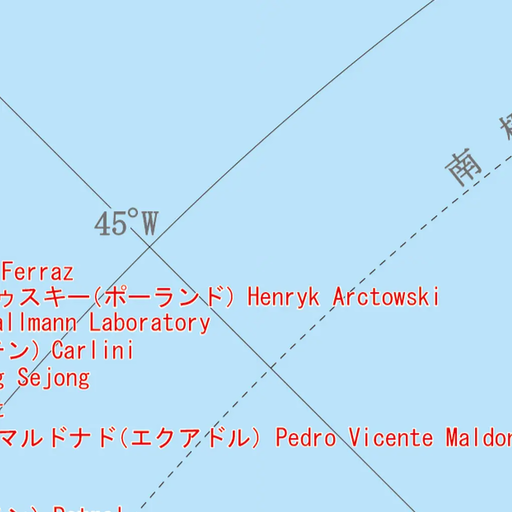 南
45°W
Ferraz
ゥスキー(ポーランド) Henryk Arctowski
allmann Laboratory
ン) Carlini
g Sejong
z
マルドナド(エクアドル) Pedro Vicente Maldon